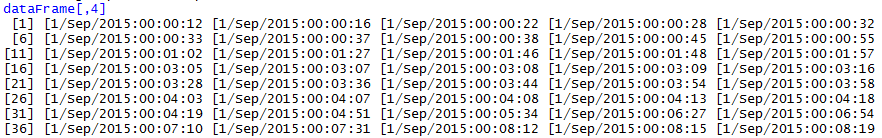 dataFrame[,4]
[1] [1/Sep/2015:00:00:12 [1/Sep/2015:00:00:16 [1/Sep/2015:00:00:22 [1/Sep/2015:00:00:28 [1/Sep/2015:00:00:32
[6] [1/Sep/2015:00:00:33 [1/Sep/2015:00:00:37 [1/Sep/2015:00:00:38 [1/Sep/2015:00:00:45 [1/Sep/2015:00:00:55
[11] [1/Sep/2015:00:01:02 [1/Sep/2015:00:01:27 [1/Sep/2015:00:01:46 [1/Sep/2015:00:01:48 [1/Sep/2015:00:01:57
[16] [1/Sep/2015:00:03:05 [1/Sep/2015:00:03:07 [1/Sep/2015:00:03:08 [1/Sep/2015:00:03:09 [1/Sep/2015:00:03:16
[21] [1/Sep/2015:00:03:28 [1/Sep/2015:00:03:36 [1/Sep/2015:00:03:44 [1/Sep/2015:00:03:54 [1/Sep/2015:00:03:58
[26] [1/Sep/2015:00:04:03 [1/Sep/2015:00:04:07 [1/Sep/2015:00:04:08 [1/Sep/2015:00:04:13 [1/Sep/2015:00:04:18
[31] [1/Sep/2015:00:04:19 [1/Sep/2015:00:04:51 [1/Sep/2015:00:05:34 [1/Sep/2015:00:06:27 [1/Sep/2015:00:06:54
[36] [1/Sep/2015:00:07:10 [1/Sep/2015:00:07:31 [1/Sep/2015:00:08:12 [1/Sep/2015:00:08:15 [1/Sep/2015:00:08:19